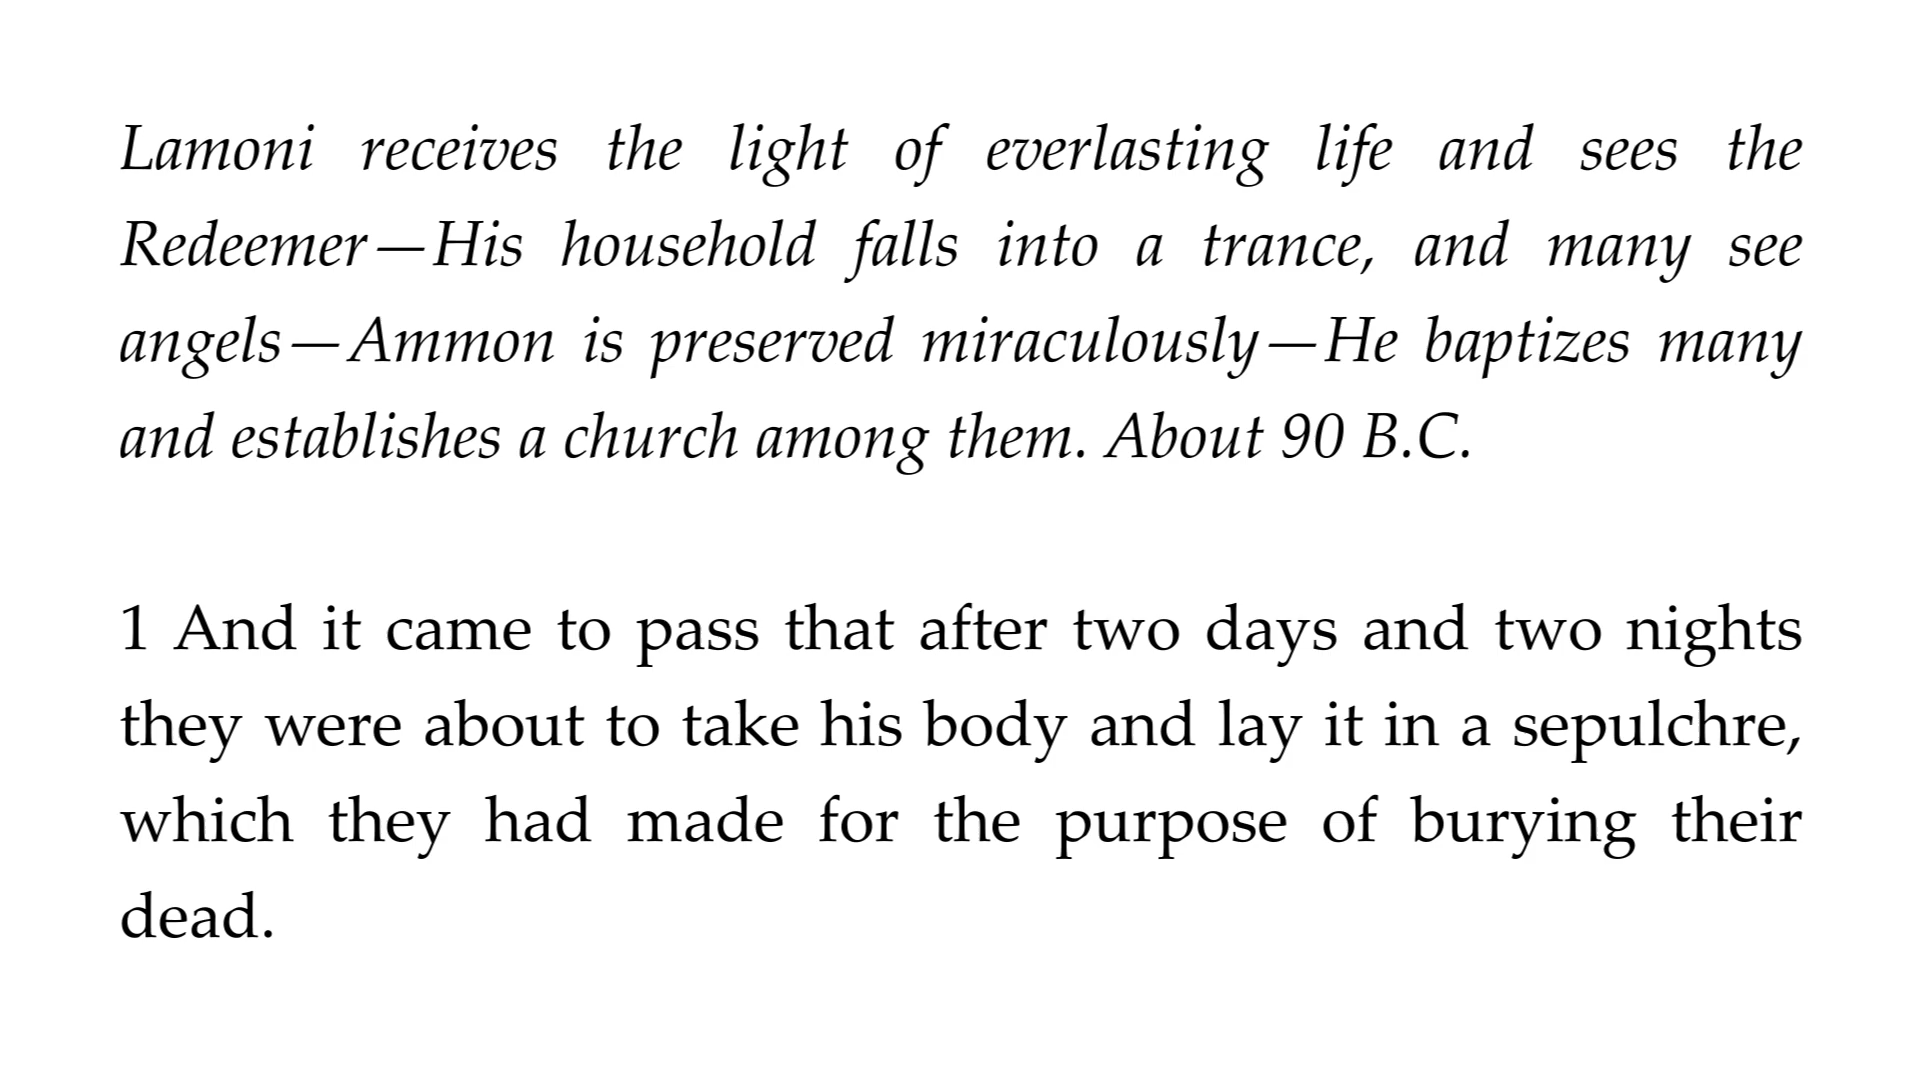 Lamoni receives the light of everlasting life and sees the
Redeemer—His household falls into a trance, and many see
angels—Ammon is preserved miraculously—He baptizes many
and establishes a church among them. About 90 B.C.
1 And it came to pass that after two days and two nights
they were about to take his body and lay it in a sepulchre,
which they had made for the purpose of burying their
dead.